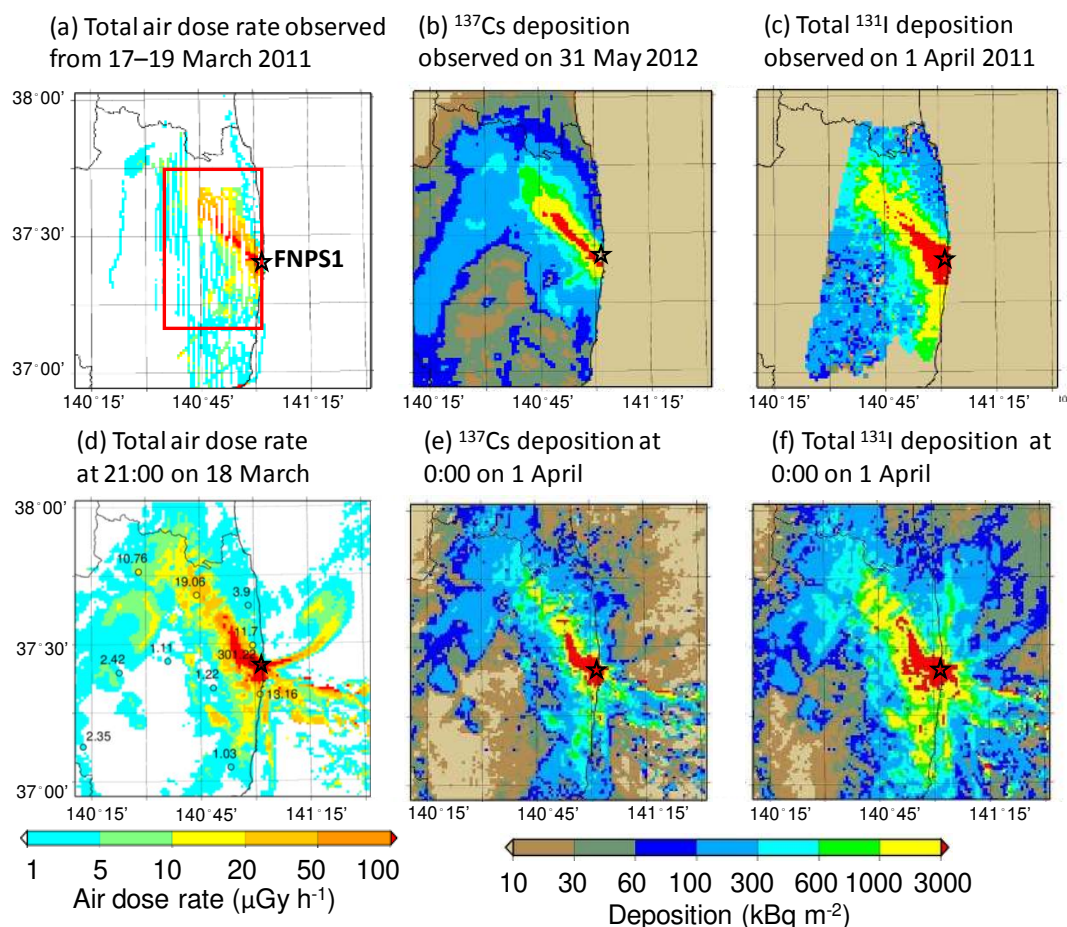 (a) Total air dose rate observed
from 17–19 March 2011
(b) ¹³⁷Cs deposition
observed on 31 May 2012
(c) Total ¹³¹I deposition
observed on 1 April 2011
38°00'
37°30'
37°00'
FNPS1
140°15' 140°45' 141°15'
140°15' 140°45' 141°15'
140°15' 140°45' 141°15'
(d) Total air dose rate
at 21:00 on 18 March
(e) ¹³⁷Cs deposition at
0:00 on 1 April
(f) Total ¹³¹I deposition at
0:00 on 1 April
38°00'
37°30'
37°00'
10.76
19.06
3.9
1.11
2.42
1.22
13.16
2.35
1.03
140°15' 140°45' 141°15'
140°15' 140°45' 141°15'
140°15' 140°45' 141°15'
1 5 10 20 50 100
Air dose rate (μGy h⁻¹)
10 30 60 100 300 600 1000 3000
Deposition (kBq m⁻²)